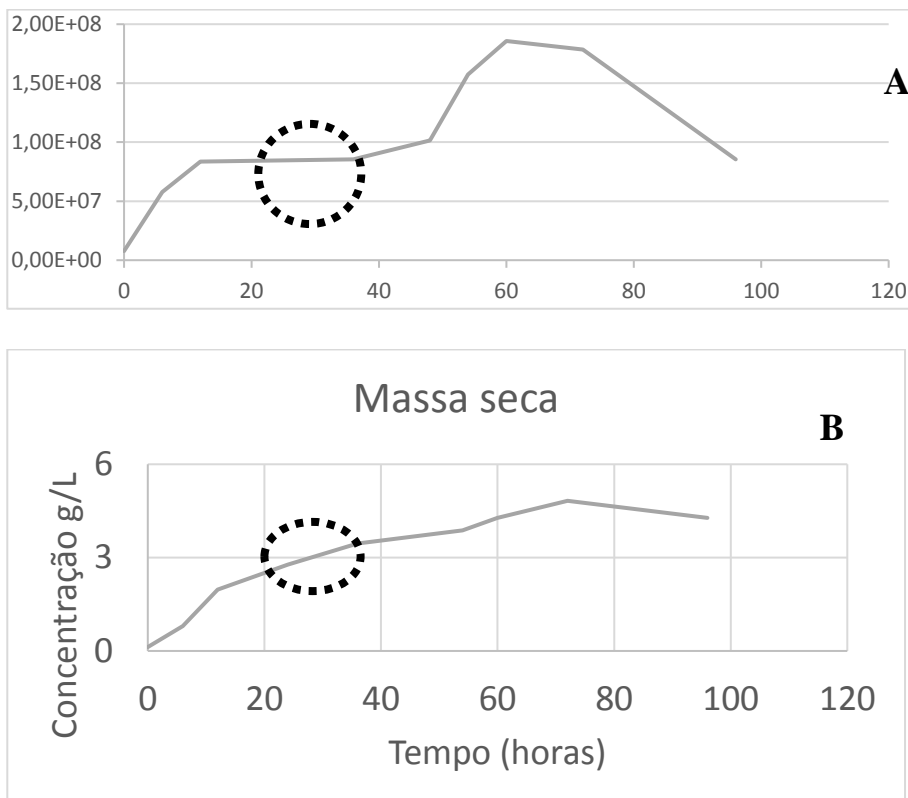 2,00E+08
1,50E+08
A
1,00E+08
5,00E+07
0,00E+00
0 20 40 60 80 100 120
Massa seca
B
Concentração g/L
6
3
0
0 20 40 60 80 100 120
Tempo (horas)